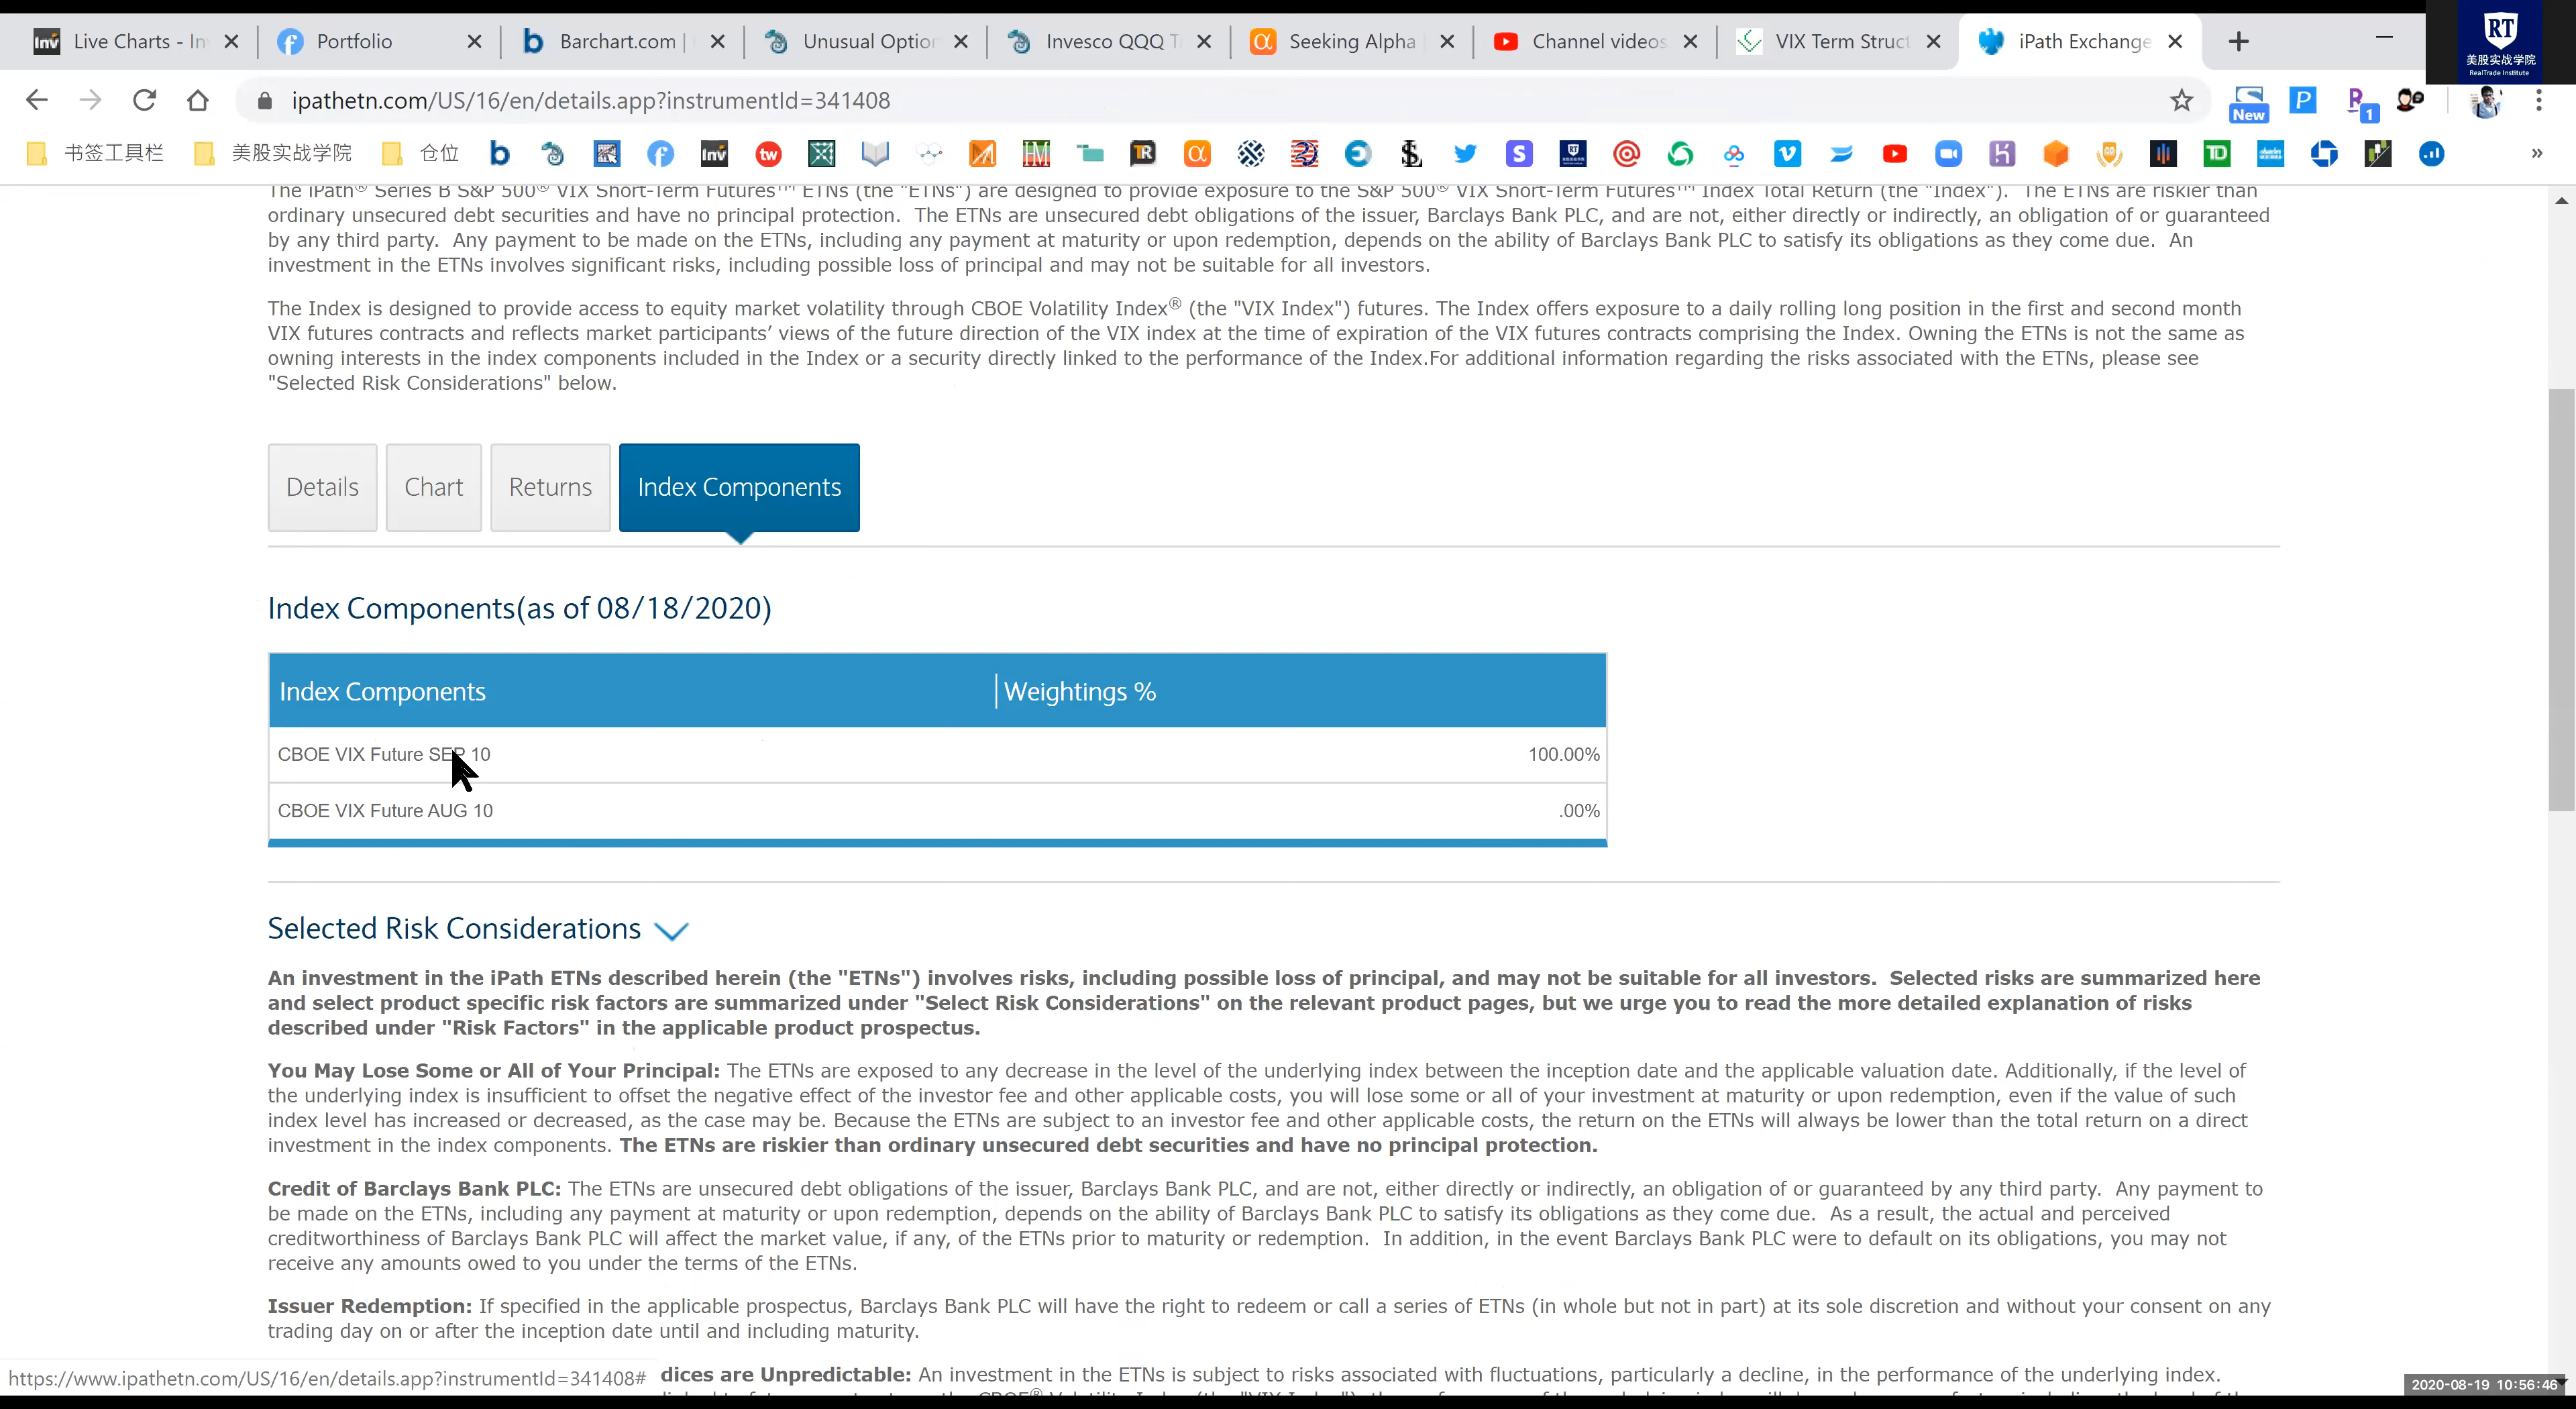 Live Charts - In
Portfolio
Barchart.com |
Unusual Option
Invesco QQQ T
Seeking Alpha
Channel videos
VIX Term Struct
iPath Exchange
RT
美股实战学院
RealTrade Institute
ipathetn.com/US/16/en/details.app?instrumentId=341408
New
1
书签工具栏
美股实战学院
仓位
The iPath® Series B S&P 500® VIX Short-Term Futures™ ETNs (the "ETNs") are designed to provide exposure to the S&P 500® VIX Short-Term Futures™ Index Total Return (the "Index"). The ETNs are riskier than
ordinary unsecured debt securities and have no principal protection. The ETNs are unsecured debt obligations of the issuer, Barclays Bank PLC, and are not, either directly or indirectly, an obligation of or guaranteed
by any third party. Any payment to be made on the ETNs, including any payment at maturity or upon redemption, depends on the ability of Barclays Bank PLC to satisfy its obligations as they come due. An
investment in the ETNs involves significant risks, including possible loss of principal and may not be suitable for all investors.
The Index is designed to provide access to equity market volatility through CBOE Volatility Index® (the "VIX Index") futures. The Index offers exposure to a daily rolling long position in the first and second month
VIX futures contracts and reflects market participants’ views of the future direction of the VIX index at the time of expiration of the VIX futures contracts comprising the Index. Owning the ETNs is not the same as
owning interests in the index components included in the Index or a security directly linked to the performance of the Index.For additional information regarding the risks associated with the ETNs, please see
"Selected Risk Considerations" below.
Details
Chart
Returns
Index Components
Index Components(as of 08/18/2020)
Index Components
Weightings %
CBOE VIX Future SEP 10
100.00%
CBOE VIX Future AUG 10
.00%
Selected Risk Considerations
An investment in the iPath ETNs described herein (the "ETNs") involves risks, including possible loss of principal, and may not be suitable for all investors. Selected risks are summarized here
and select product specific risk factors are summarized under "Select Risk Considerations" on the relevant product pages, but we urge you to read the more detailed explanation of risks
described under "Risk Factors" in the applicable product prospectus.
You May Lose Some or All of Your Principal: The ETNs are exposed to any decrease in the level of the underlying index between the inception date and the applicable valuation date. Additionally, if the level of
the underlying index is insufficient to offset the negative effect of the investor fee and other applicable costs, you will lose some or all of your investment at maturity or upon redemption, even if the value of such
index level has increased or decreased, as the case may be. Because the ETNs are subject to an investor fee and other applicable costs, the return on the ETNs will always be lower than the total return on a direct
investment in the index components. The ETNs are riskier than ordinary unsecured debt securities and have no principal protection.
Credit of Barclays Bank PLC: The ETNs are unsecured debt obligations of the issuer, Barclays Bank PLC, and are not, either directly or indirectly, an obligation of or guaranteed by any third party. Any payment to
be made on the ETNs, including any payment at maturity or upon redemption, depends on the ability of Barclays Bank PLC to satisfy its obligations as they come due. As a result, the actual and perceived
creditworthiness of Barclays Bank PLC will affect the market value, if any, of the ETNs prior to maturity or redemption. In addition, in the event Barclays Bank PLC were to default on its obligations, you may not
receive any amounts owed to you under the terms of the ETNs.
Issuer Redemption: If specified in the applicable prospectus, Barclays Bank PLC will have the right to redeem or call a series of ETNs (in whole but not in part) at its sole discretion and without your consent on any
trading day on or after the inception date until and including maturity.
dices are Unpredictable: An investment in the ETNs is subject to risks associated with fluctuations, particularly a decline, in the performance of the underlying index.
https://www.ipathetn.com/US/16/en/details.app?instrumentId=341408#
2020-08-19 10:56:46